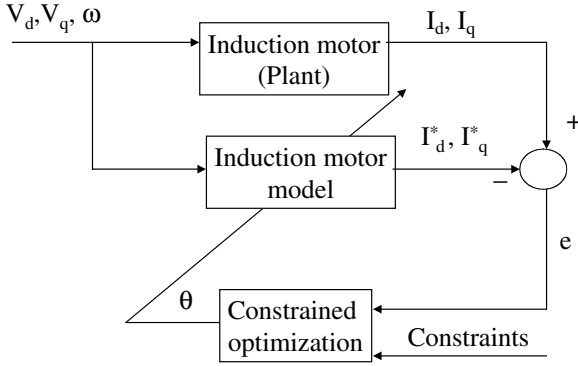 V_d,V_q, ω
Induction motor
(Plant)
I_d, I_q
+
Induction motor
model
I*_d, I*_q
−
e
θ
Constrained
optimization
Constraints